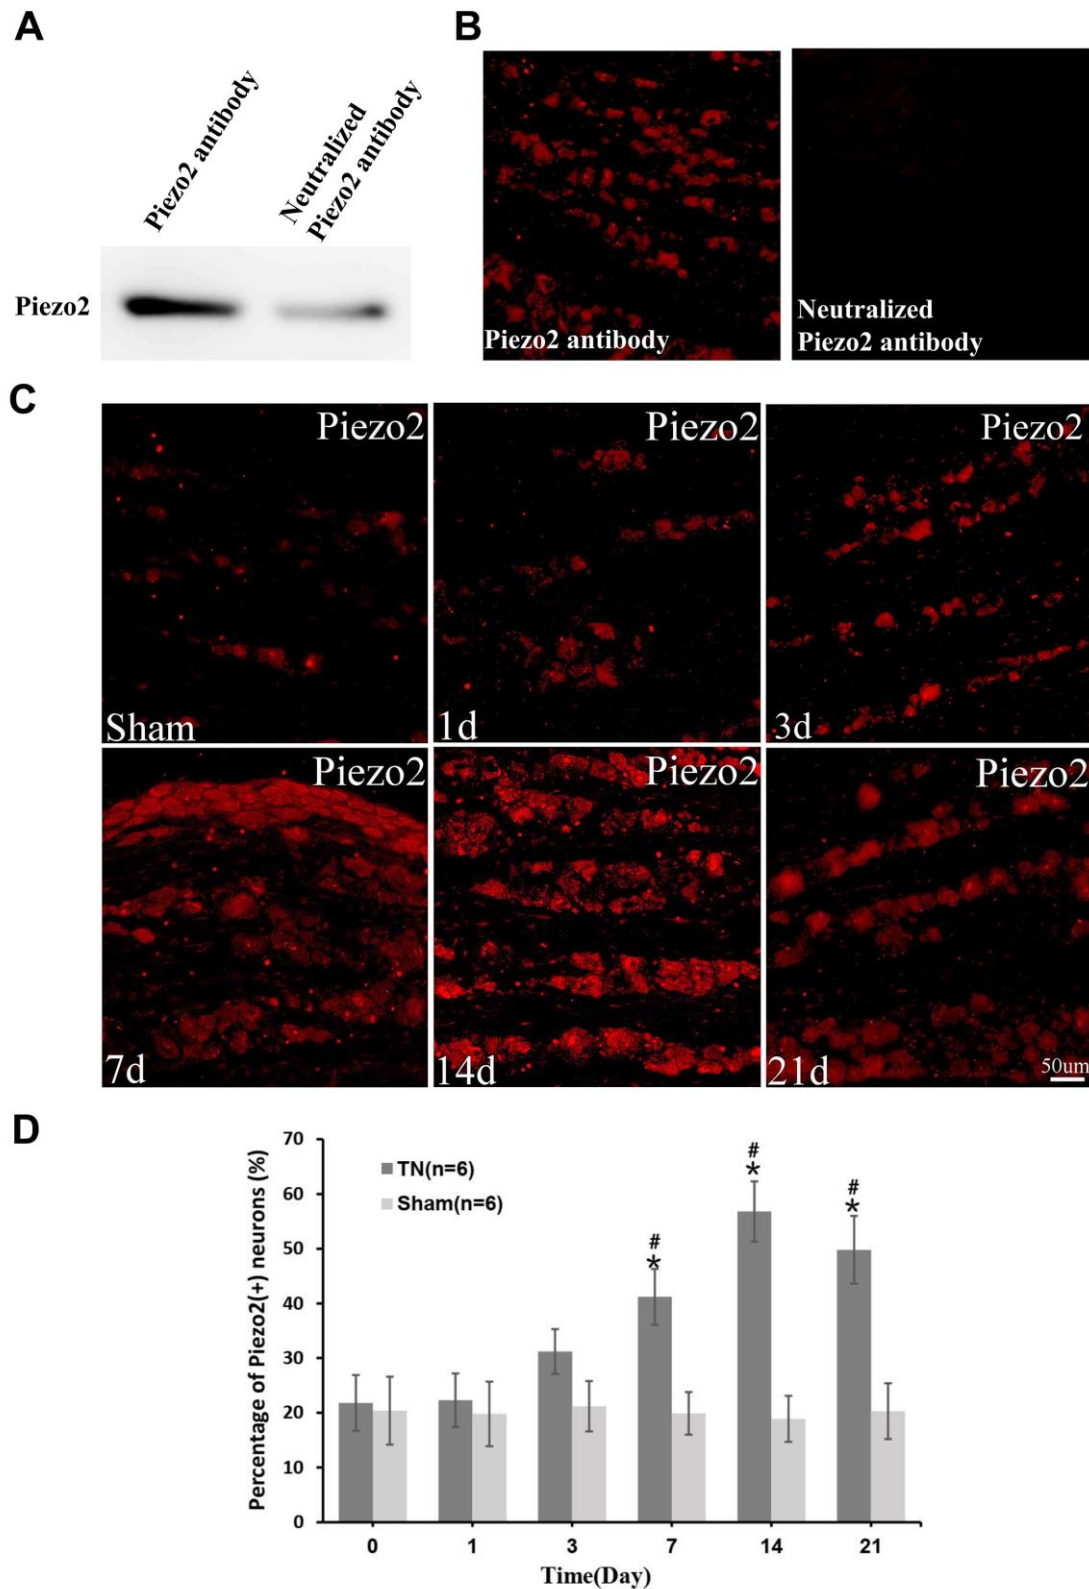 A
B
Piezo2 antibody
Neutralized
Piezo2 antibody
Piezo2
Piezo2 antibody
Neutralized
Piezo2 antibody
C
Piezo2
Piezo2
Piezo2
Sham
1d
3d
Piezo2
Piezo2
Piezo2
7d
14d
21d
50um
D
Percentage of Piezo2(+) neurons (%)
70
60
50
40
30
20
10
0
TN(n=6)
Sham(n=6)
#
*
#
*
#
*
0
1
3
7
14
21
Time(Day)